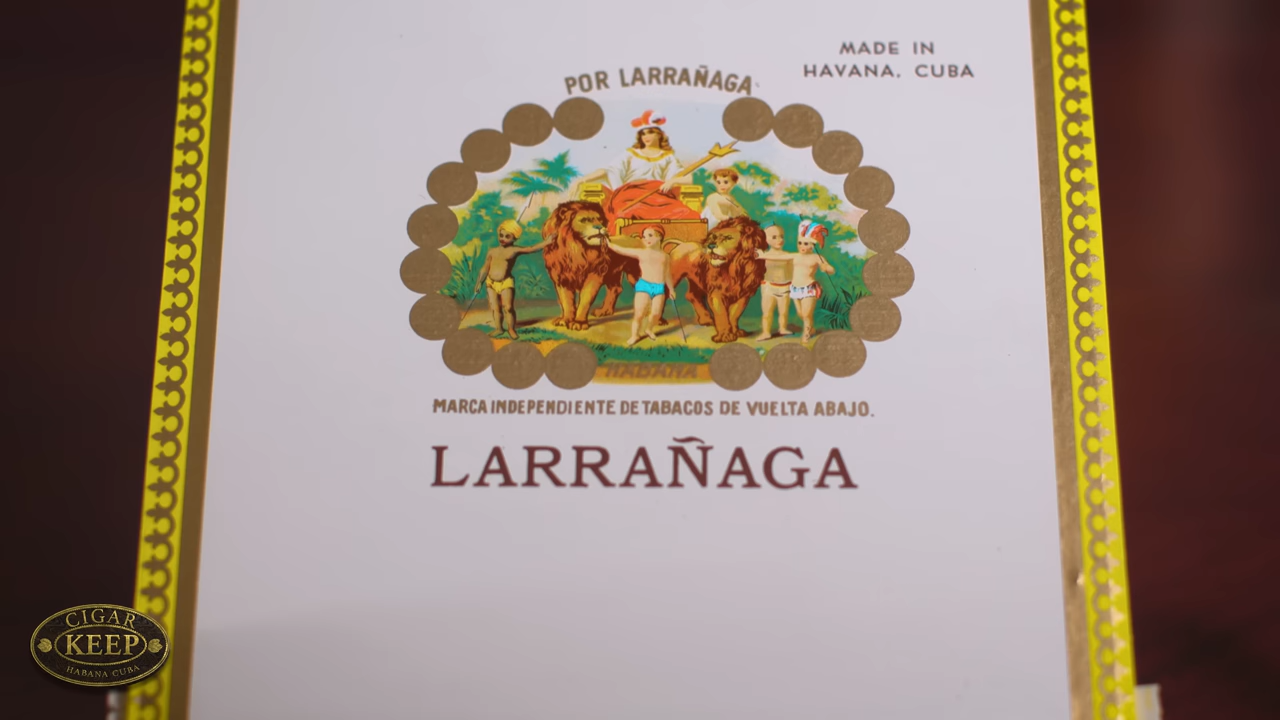 MADE IN
HAVANA, CUBA
POR LARRAÑAGA
HABANA
MARCA INDEPENDIENTE DE TABACOS DE VUELTA ABAJO.
LARRAÑAGA
CIGAR
KEEP
HABANA CUBA